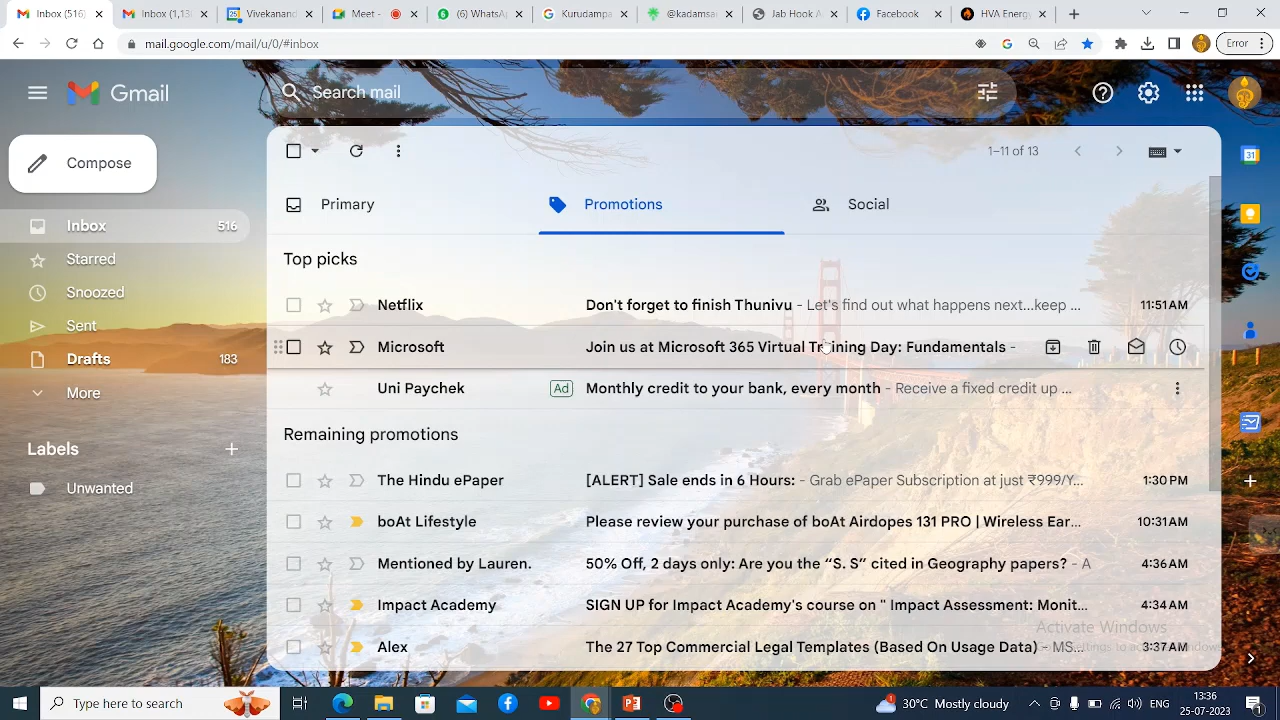 Inbox (516)
Inbox (1,13
Vivekanand
Meet -
(6) WhatsA
Kurudampa
@kadamsa
Jab Hook A
Facebook
HVA Energy
mail.google.com/mail/u/0/#inbox
Error
Gmail
Search mail
Compose
1–11 of 13
Inbox 516
Starred
Snoozed
Sent
Drafts 183
More
Labels
Unwanted
Primary
Promotions
Social
Top picks
Netflix Don't forget to finish Thunivu - Let's find out what happens next...keep ... 11:51 AM
Microsoft Join us at Microsoft 365 Virtual Training Day: Fundamentals -
Uni Paychek Ad Monthly credit to your bank, every month - Receive a fixed credit up ...
Remaining promotions
The Hindu ePaper [ALERT] Sale ends in 6 Hours: - Grab ePaper Subscription at just ₹999/Y... 1:30 PM
boAt Lifestyle Please review your purchase of boAt Airdopes 131 PRO | Wireless Ear... 10:31 AM
Mentioned by Lauren. 50% Off, 2 days only: Are you the “S. S” cited in Geography papers? - A 4:36 AM
Impact Academy SIGN UP for Impact Academy's course on " Impact Assessment: Monit... 4:34 AM
Activate Windows
Alex The 27 Top Commercial Legal Templates (Based On Usage Data) - MS... 3:37 AM
Type here to search
30°C Mostly cloudy
ENG
13:36
25-07-2023